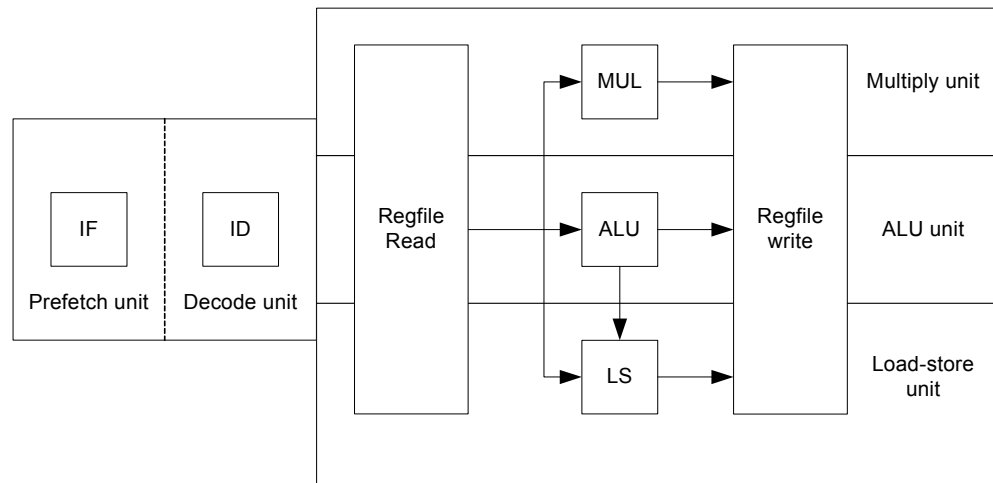 MUL
Multiply unit
IF
ID
Regfile
Read
ALU
Regfile
write
ALU unit
Prefetch unit
Decode unit
LS
Load-store
unit